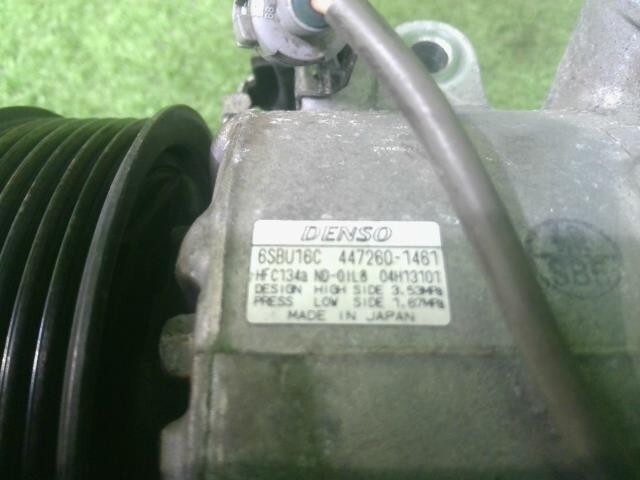 DENSO
6SBU16C 447260-1461
HFC134a ND-OIL8 04H13101
DESIGN HIGH SIDE 3.53MPa
PRESS LOW SIDE 1.67MPa
MADE IN JAPAN